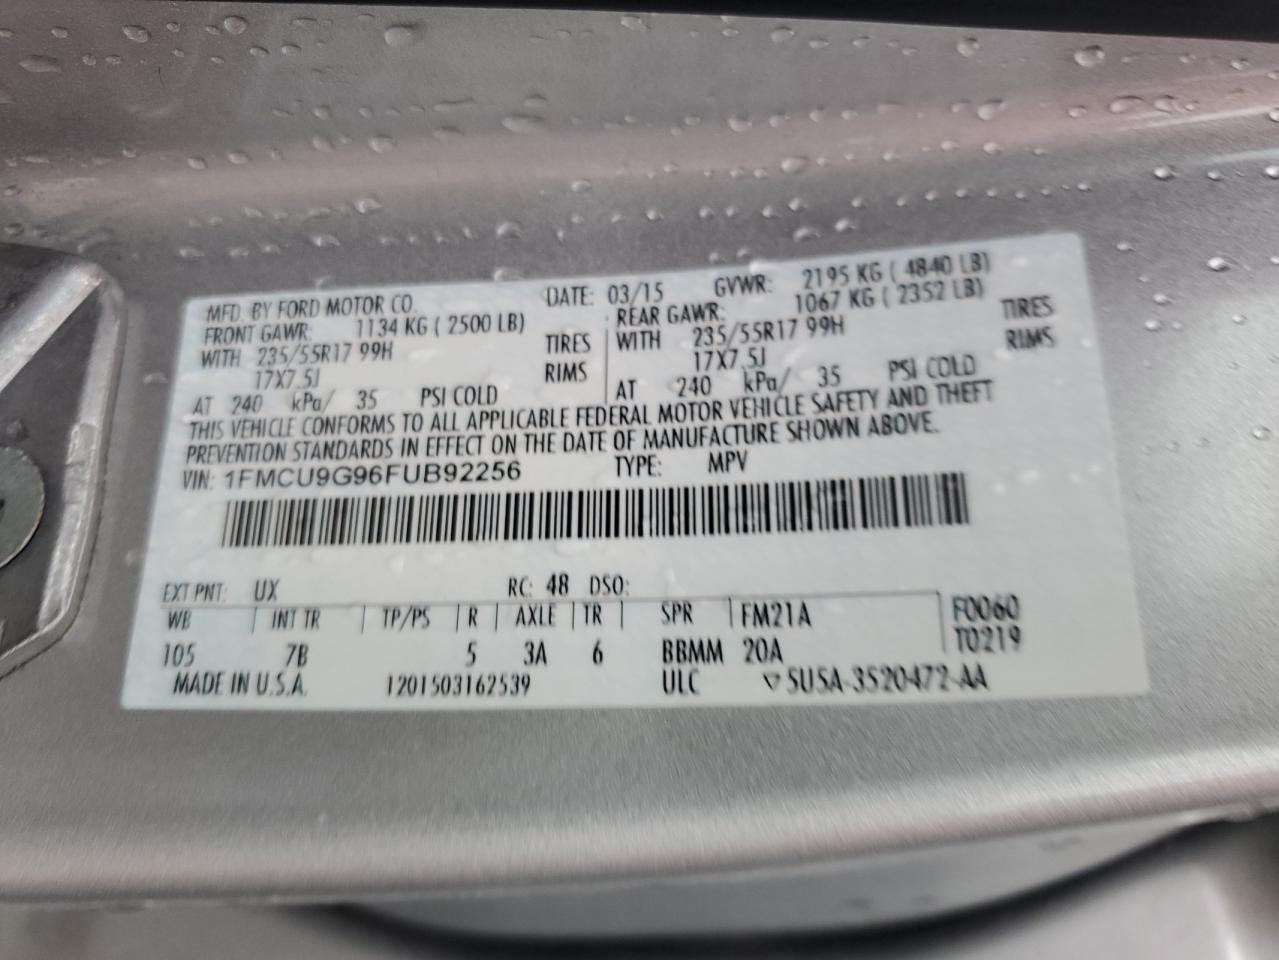 MFD. BY FORD MOTOR CO. DATE: 03/15 GVWR: 2195 KG ( 4840 LB)
FRONT GAWR: 1134 KG ( 2500 LB) REAR GAWR: 1067 KG ( 2352 LB)
WITH 235/55R17 99H TIRES WITH 235/55R17 99H TIRES
17X7.5J RIMS 17X7.5J RIMS
AT 240 kPa/ 35 PSI COLD AT 240 kPa/ 35 PSI COLD
THIS VEHICLE CONFORMS TO ALL APPLICABLE FEDERAL MOTOR VEHICLE SAFETY AND THEFT
PREVENTION STANDARDS IN EFFECT ON THE DATE OF MANUFACTURE SHOWN ABOVE.
VIN: 1FMCU9G96FUB92256 TYPE: MPV
EXT PNT: UX RC: 48 DSO:
WB INT TR TP/PS R AXLE TR SPR FM21A F0060
105 7B 5 3A 6 BBMM 20A T0219
MADE IN U.S.A. 1201503162539 ULC ▽5U5A-3520472-AA